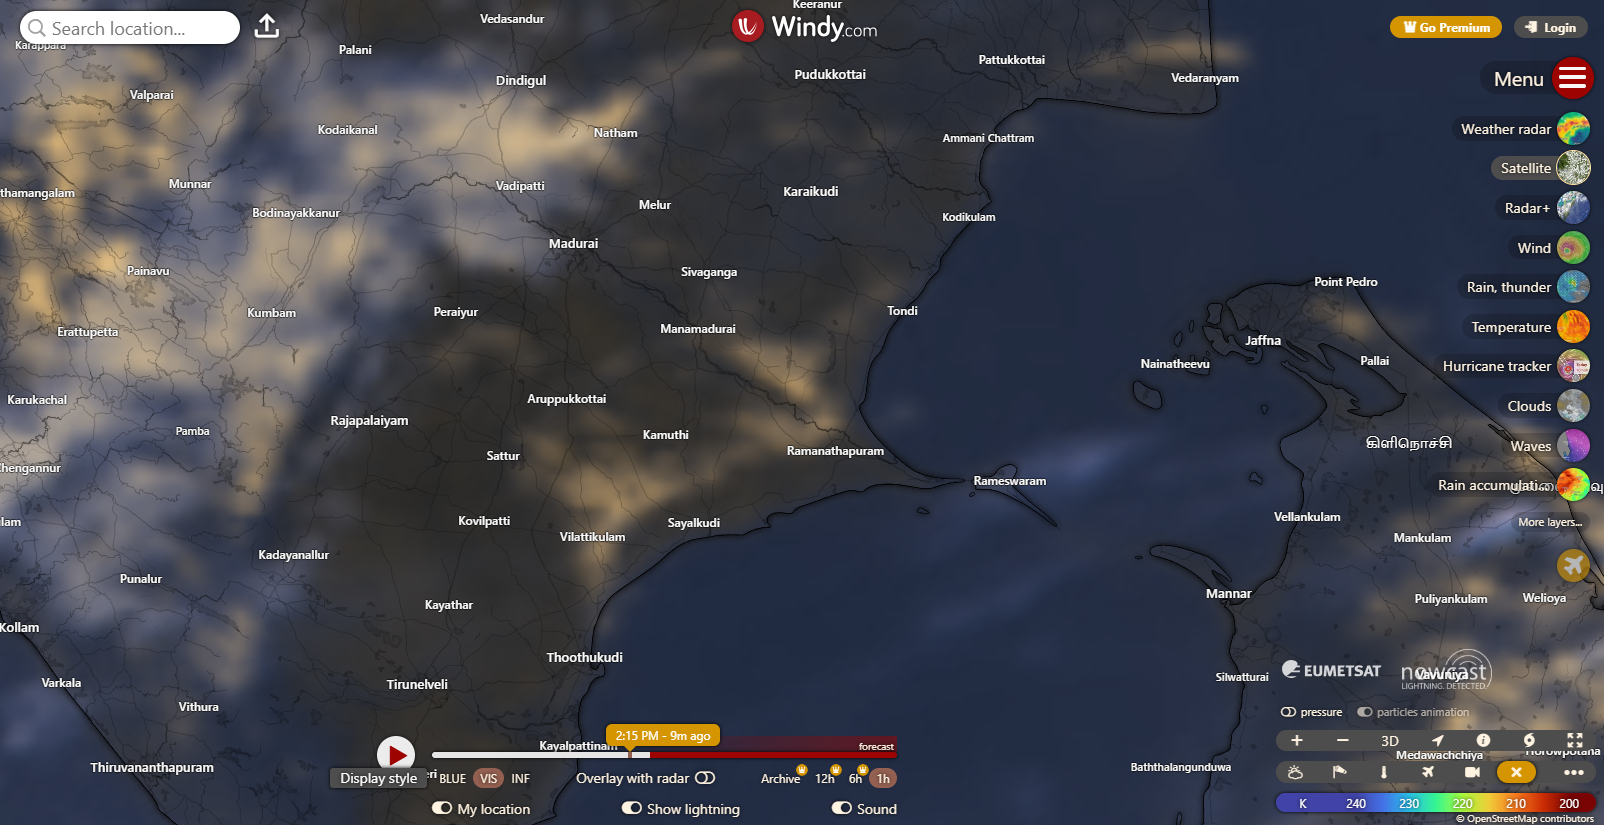 Search location...
Windy.com
Go Premium
Login
Menu
Weather radar
Satellite
Radar+
Wind
Rain, thunder
Temperature
Hurricane tracker
Clouds
Waves
Rain accumulati...
More layers...
Keeranur
Vedasandur
Karappara
Palani
Pattukkottai
Pudukkottai
Vedaranyam
Dindigul
Valparai
Kodaikanal
Natham
Ammani Chattram
Munnar
Vadipatti
Karaikudi
thamangalam
Melur
Bodinayakkanur
Kodikulam
Madurai
Painavu
Sivaganga
Point Pedro
Kumbam
Peraiyur
Tondi
Erattupetta
Manamadurai
Jaffna
Nainatheevu
Pallai
Karukachal
Aruppukkottai
Rajapalaiyam
Pamba
Kamuthi
கிளிநொச்சி
Sattur
Ramanathapuram
Chengannur
Rameswaram
lam
Kovilpatti
Sayalkudi
Vellankulam
Vilattikulam
Mankulam
Kadayanallur
Punalur
Mannar
Puliyankulam
Welioya
Kayathar
Kollam
Thoothukudi
Silwatturai
Vavuniya
Varkala
Tirunelveli
Vithura
Kayalpattinam
Medawachchiya
Horowpotana
Thiruvananthapuram
Baththalangunduwa
EUMETSAT
nowcast
LIGHTNING. DETECTED.
pressure
particles animation
3D
2:15 PM - 9m ago
forecast
Display style
eri
BLUE
VIS
INF
Overlay with radar
Archive
12h
6h
1h
My location
Show lightning
Sound
K 240 230 220 210 200
© OpenStreetMap contributors